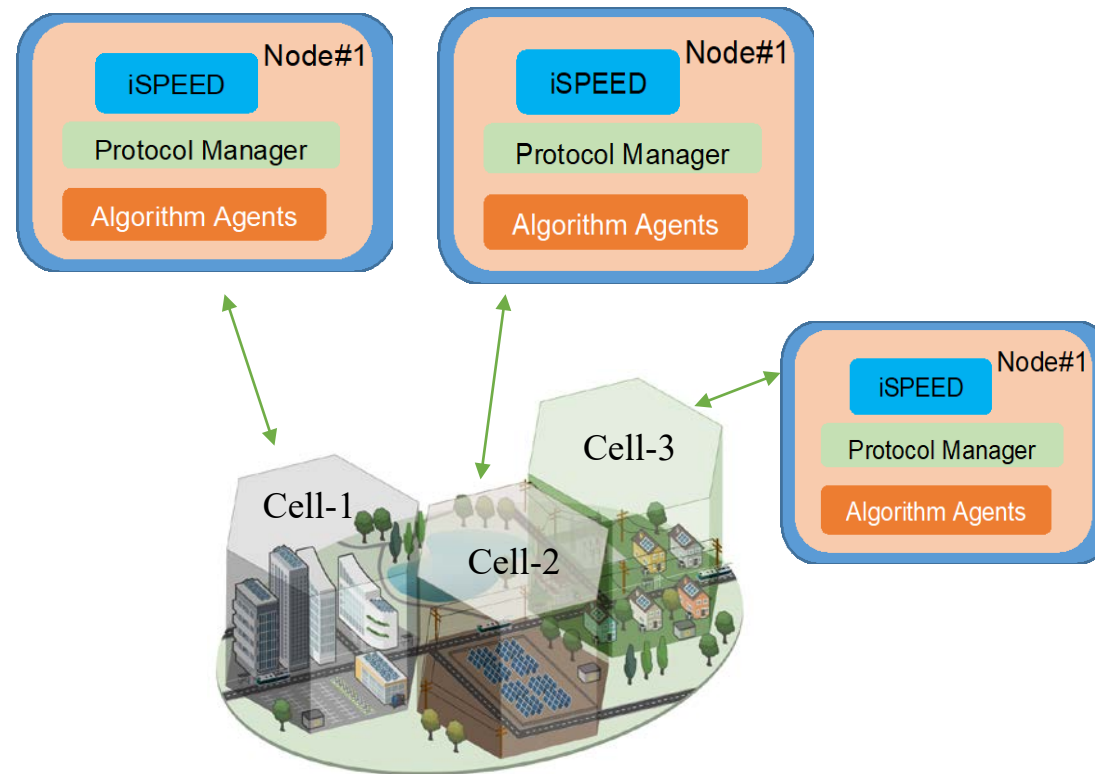 Node#1
iSPEED
Protocol Manager
Algorithm Agents
Node#1
iSPEED
Protocol Manager
Algorithm Agents
Node#1
iSPEED
Protocol Manager
Algorithm Agents
Cell-3
Cell-1
Cell-2